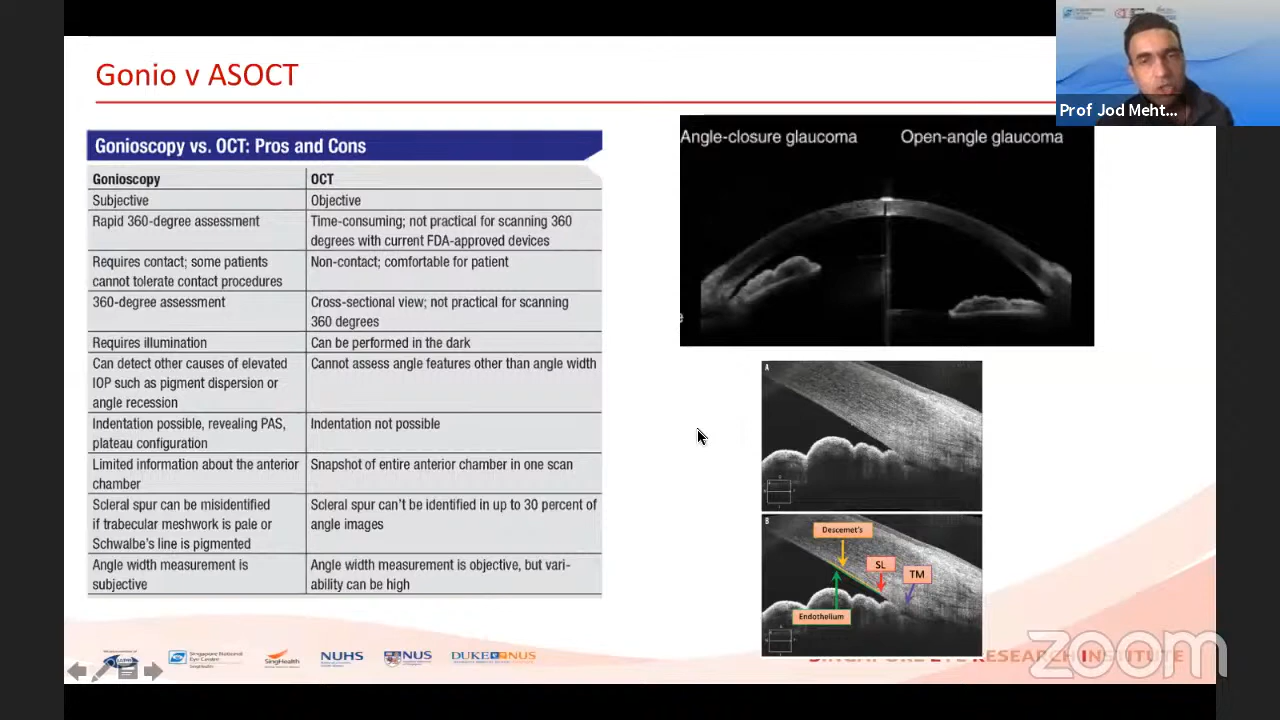 Gonio v ASOCT
Prof Jod Meht...
Gonioscopy vs. OCT: Pros and Cons
Gonioscopy
OCT
Subjective
Objective
Rapid 360-degree assessment
Time-consuming; not practical for scanning 360
degrees with current FDA-approved devices
Requires contact; some patients
cannot tolerate contact procedures
Non-contact; comfortable for patient
360-degree assessment
Cross-sectional view; not practical for scanning
360 degrees
Requires illumination
Can be performed in the dark
Can detect other causes of elevated
IOP such as pigment dispersion or
angle recession
Cannot assess angle features other than angle width
Indentation possible, revealing PAS,
plateau configuration
Indentation not possible
Limited information about the anterior
chamber
Snapshot of entire anterior chamber in one scan
Scleral spur can be misidentified
if trabecular meshwork is pale or
Schwalbe's line is pigmented
Scleral spur can't be identified in up to 30 percent of
angle images
Angle width measurement is
subjective
Angle width measurement is objective, but vari-
ability can be high
Angle-closure glaucoma
Open-angle glaucoma
e
A
B
Descemet's
SL
TM
Endothelium
Singapore National
Eye Centre
SingHealth
SingHealth
NUHS
NUS
DUKE NUS
SINGAPORE EYE RESEARCH INSTITUTE
zoom